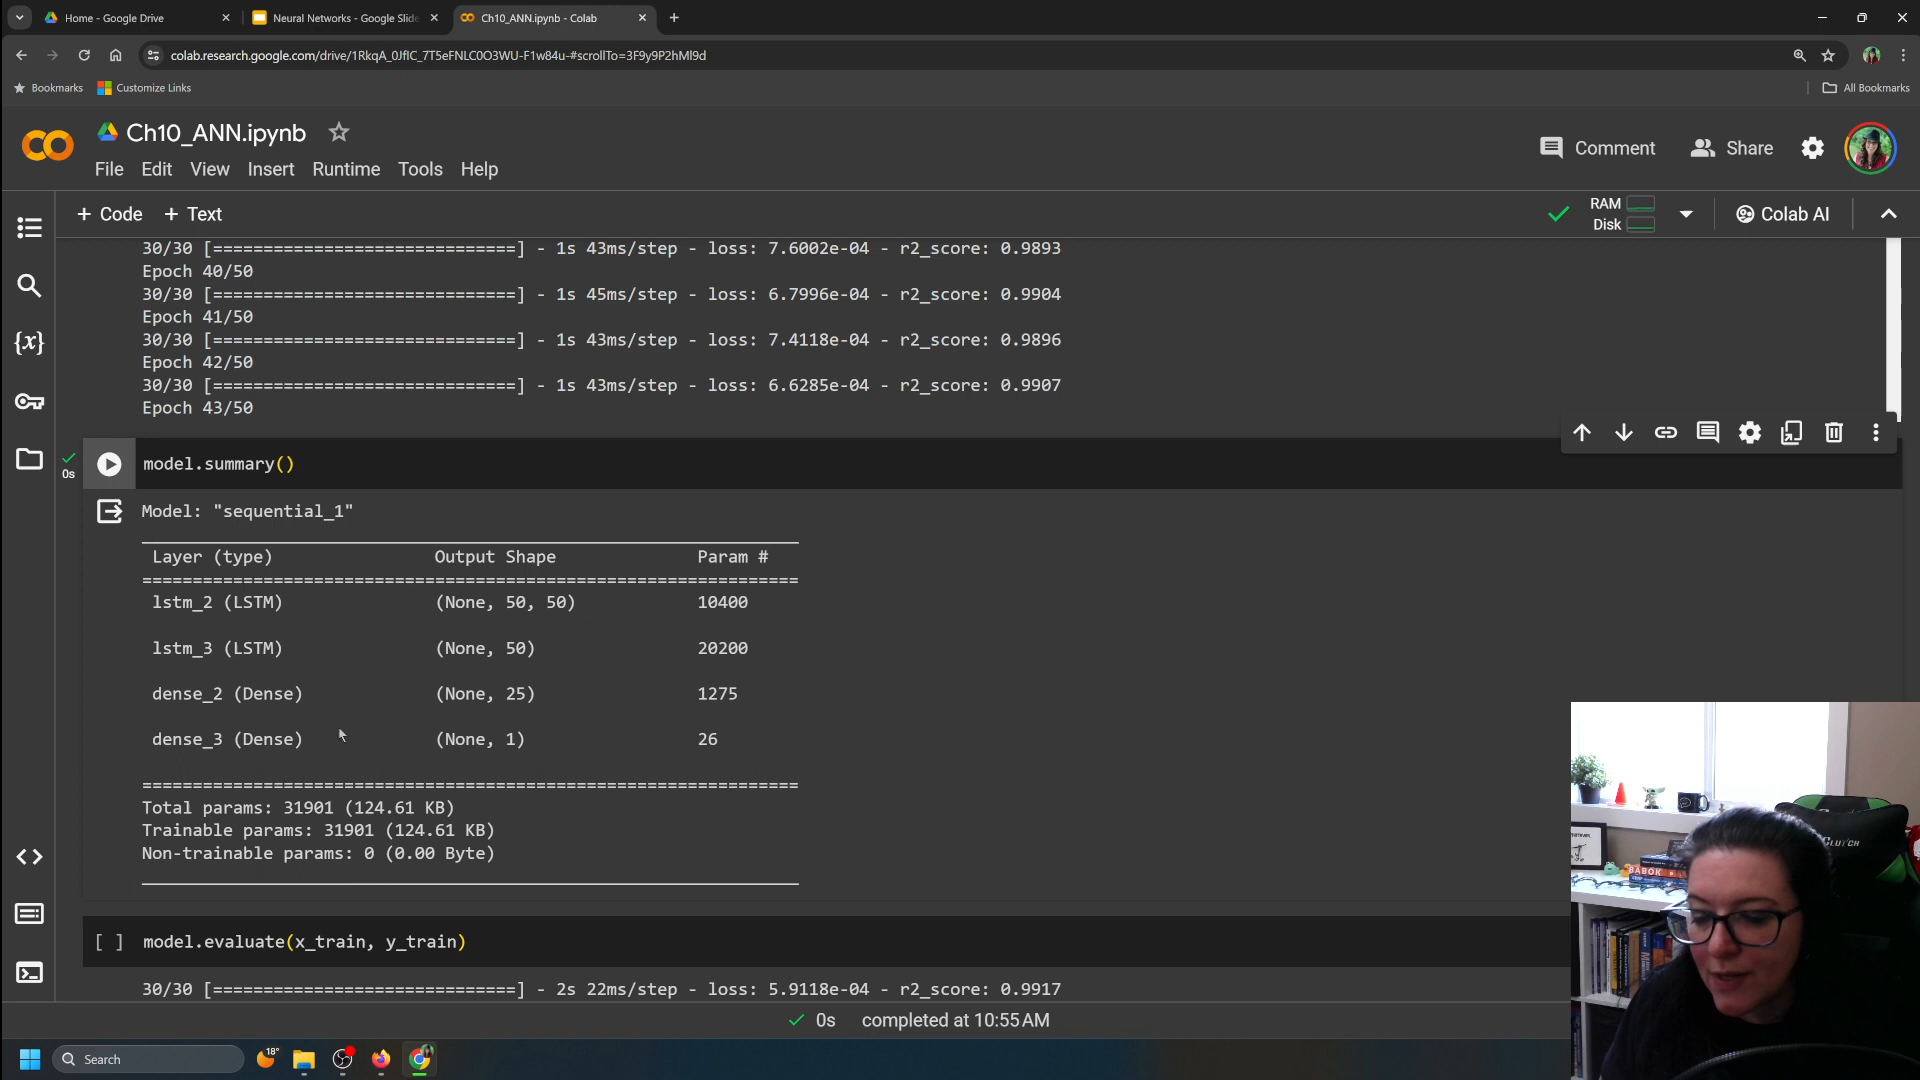 Home - Google Drive
Neural Networks - Google Slide
Ch10_ANN.ipynb - Colab
colab.research.google.com/drive/1RkqA_0JflC_7T5eFNLC0O3WU-F1w84u-#scrollTo=3F9y9P2hMl9d
Bookmarks
Customize Links
All Bookmarks
Ch10_ANN.ipynb
File Edit View Insert Runtime Tools Help
Comment
Share
+ Code + Text
RAM
Disk
Colab AI
30/30 [==============================] - 1s 43ms/step - loss: 7.6002e-04 - r2_score: 0.9893
Epoch 40/50
30/30 [==============================] - 1s 45ms/step - loss: 6.7996e-04 - r2_score: 0.9904
Epoch 41/50
30/30 [==============================] - 1s 43ms/step - loss: 7.4118e-04 - r2_score: 0.9896
Epoch 42/50
30/30 [==============================] - 1s 43ms/step - loss: 6.6285e-04 - r2_score: 0.9907
Epoch 43/50
0s
model.summary()
Model: "sequential_1"
Layer (type) Output Shape Param #
=================================================================
lstm_2 (LSTM) (None, 50, 50) 10400
lstm_3 (LSTM) (None, 50) 20200
dense_2 (Dense) (None, 25) 1275
dense_3 (Dense) (None, 1) 26
=================================================================
Total params: 31901 (124.61 KB)
Trainable params: 31901 (124.61 KB)
Non-trainable params: 0 (0.00 Byte)
[ ] model.evaluate(x_train, y_train)
30/30 [==============================] - 2s 22ms/step - loss: 5.9118e-04 - r2_score: 0.9917
0s completed at 10:55 AM
Search
18°
CLUTCH
BABOK